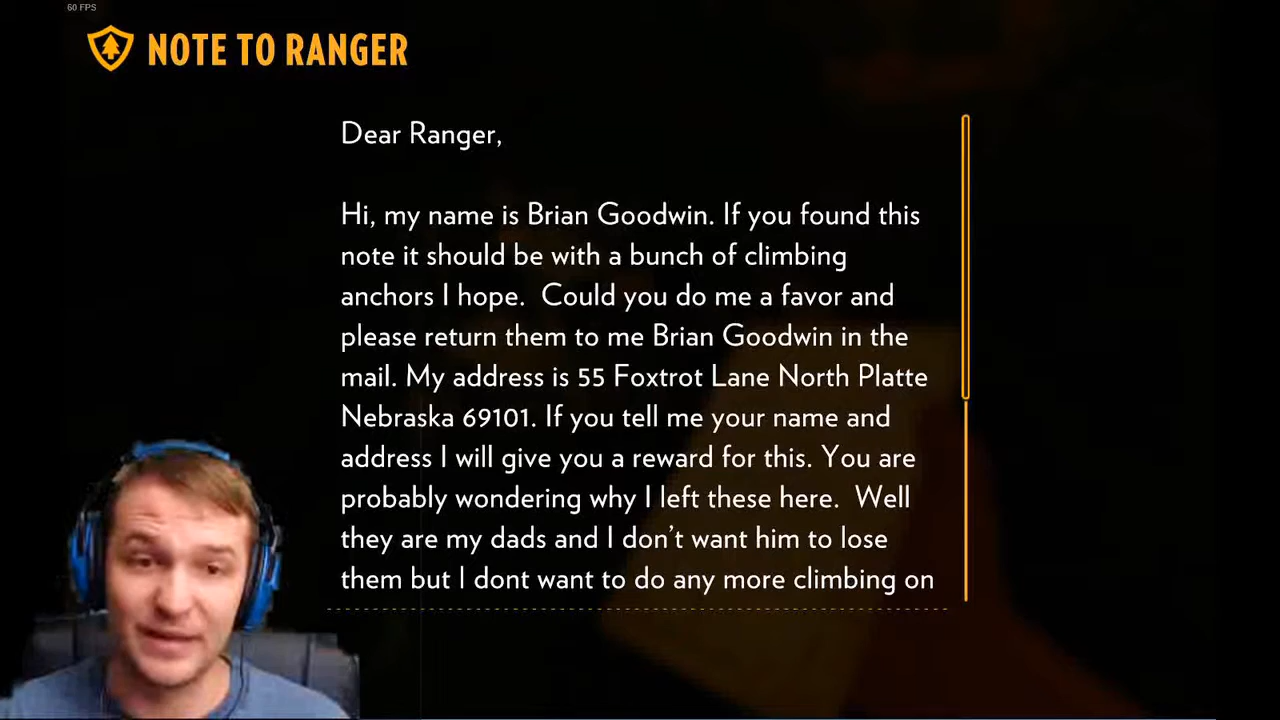 60 FPS
NOTE TO RANGER
Dear Ranger,
Hi, my name is Brian Goodwin. If you found this
note it should be with a bunch of climbing
anchors I hope.  Could you do me a favor and
please return them to me Brian Goodwin in the
mail. My address is 55 Foxtrot Lane North Platte
Nebraska 69101. If you tell me your name and
address I will give you a reward for this. You are
probably wondering why I left these here.  Well
they are my dads and I don't want him to lose
them but I dont want to do any more climbing on